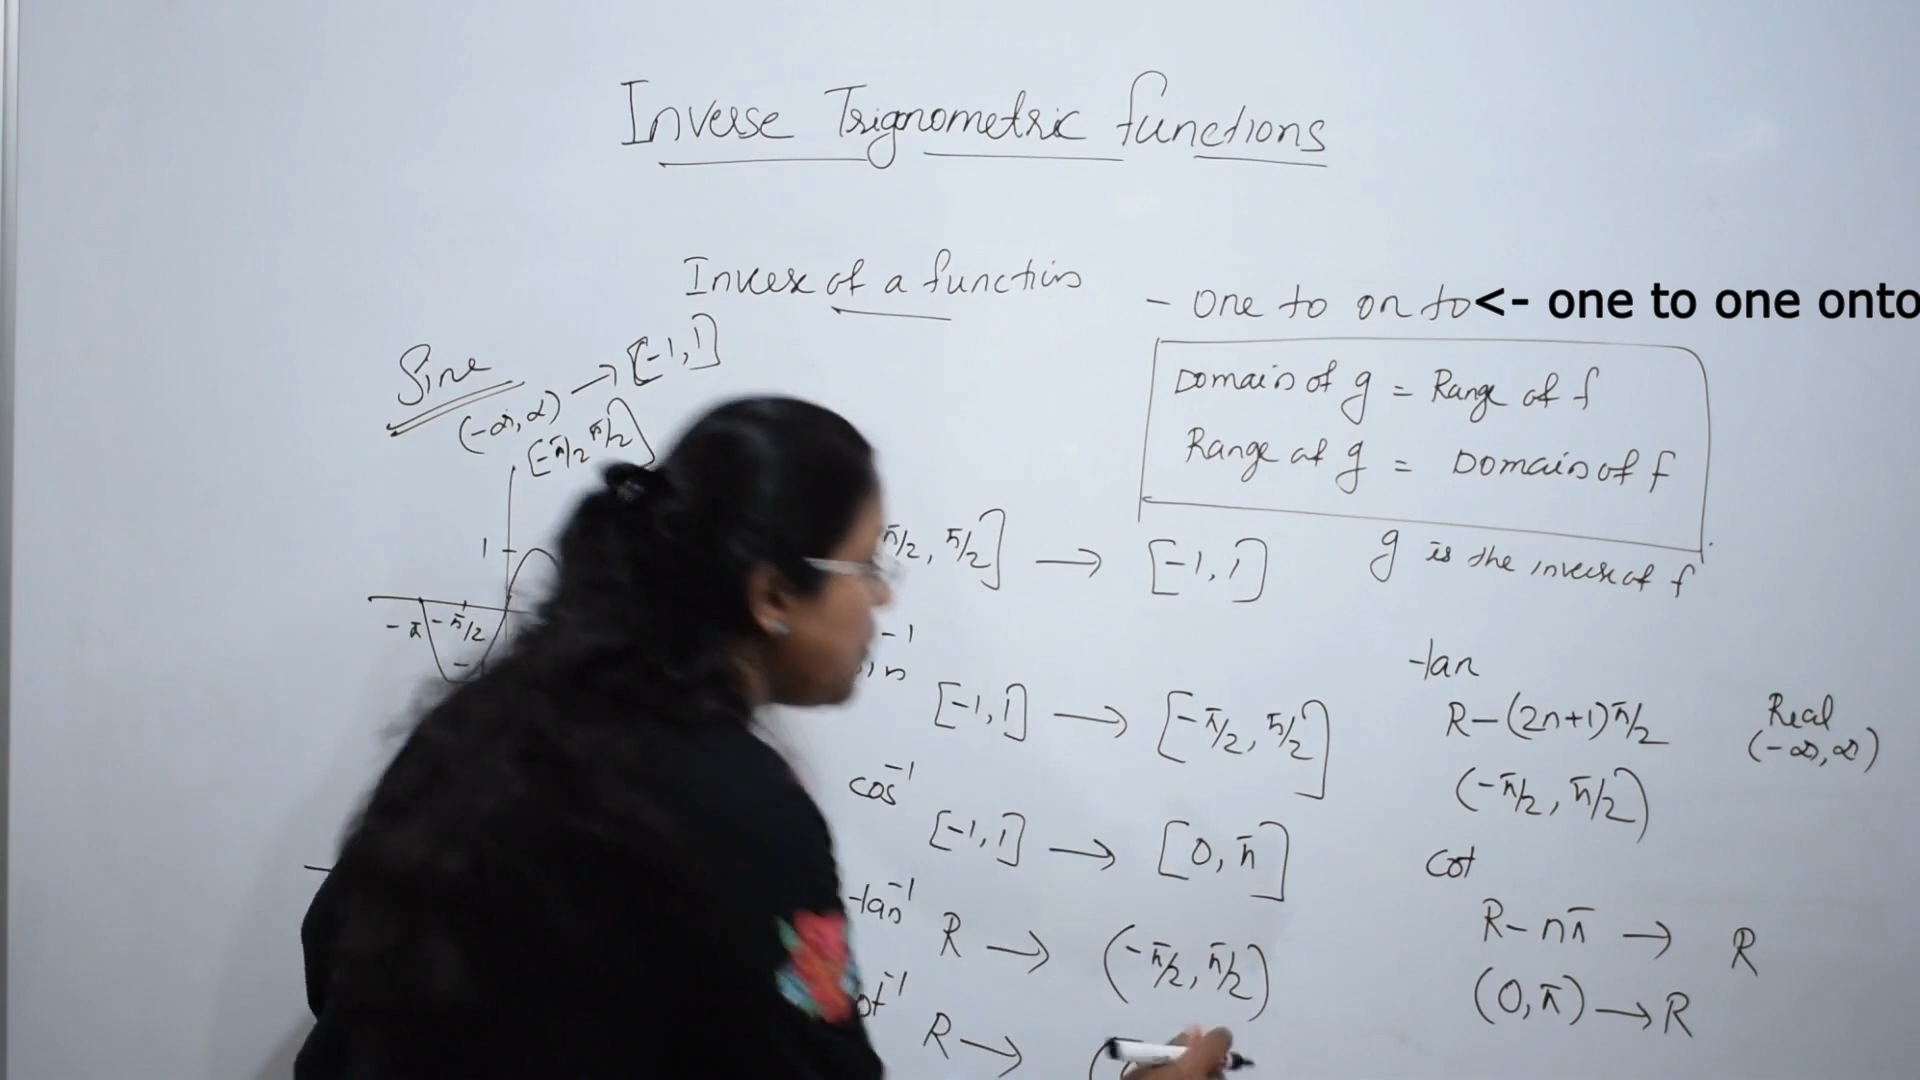 Inverse Trignometric functions
Inverse of a function
- one to on to <- one to one onto
Sine
(-∞, ∞) → [-1, 1]
[-π/2 π/2]
1
-π -π/2
Domain of g = Range of f
Range of g = Domain of f
g is the inverse of f
π/2, π/2] → [-1, 1]
-1
in
[-1, 1] → [-π/2, π/2]
cos⁻¹
[-1, 1] → [0, π]
tan⁻¹
R → (-π/2, π/2)
ot⁻¹
R → (
tan
R-(2n+1)π/2 Real
(-∞, ∞)
(-π/2, π/2)
Cot
R-nπ → R
(0, π) → R